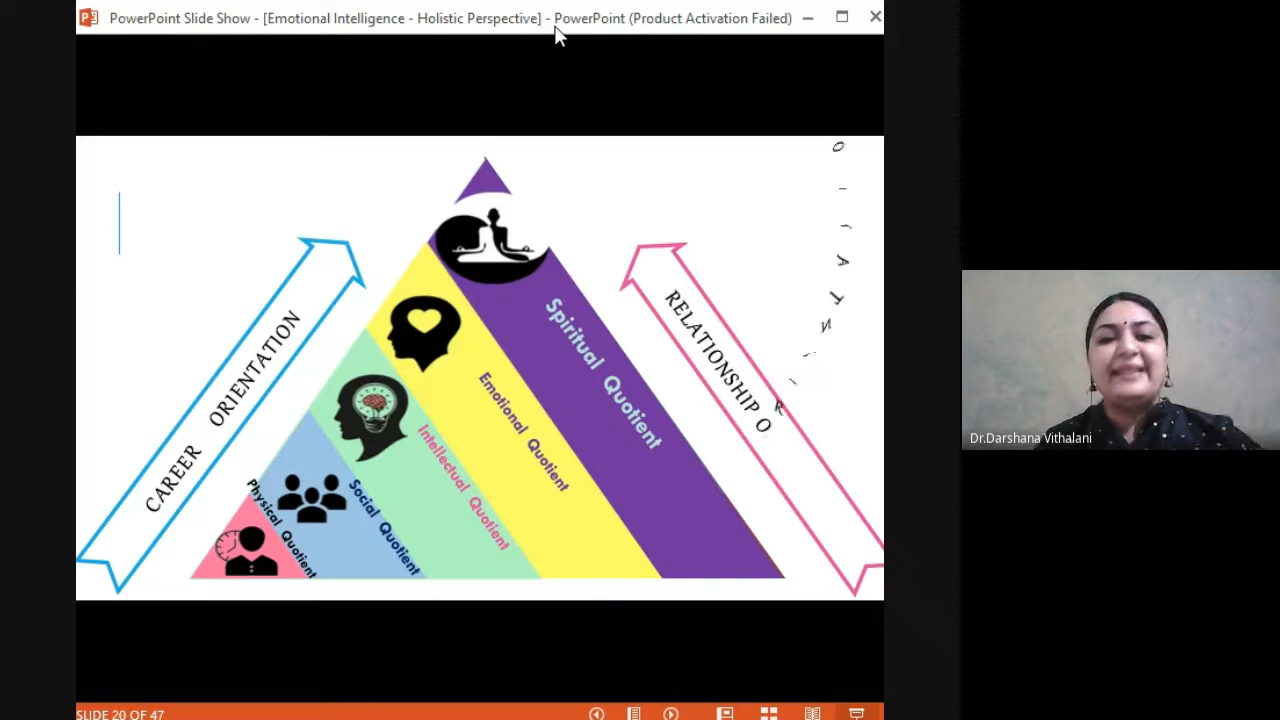 PowerPoint Slide Show - [Emotional Intelligence - Holistic Perspective] - PowerPoint (Product Activation Failed)
CAREER ORIENTATION
RELATIONSHIP O R I E N T A T I O
Spiritual Quotient
Emotional Quotient
Intellectual Quotient
Social Quotient
Physical Quotient
Dr.Darshana Vithalani
SLIDE 20 OF 47